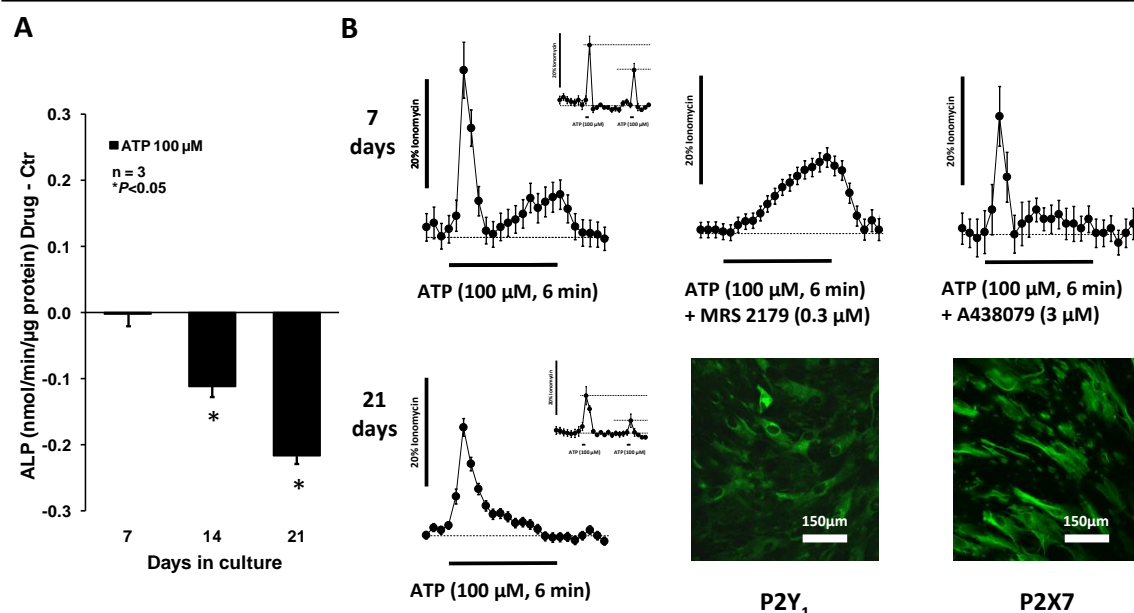 A
B
ALP (nmol/min/µg protein) Drug - Ctr
0.3
0.2
0.1
0.0
-0.1
-0.2
-0.3
ATP 100 µM
n = 3
*P<0.05
*
*
7
14
21
Days in culture
7
days
20% Ionomycin
20% Ionomycin
ATP (100 µM)
ATP (100 µM)
ATP (100 µM, 6 min)
20% Ionomycin
ATP (100 µM, 6 min)
+ MRS 2179 (0.3 µM)
20% Ionomycin
ATP (100 µM, 6 min)
+ A438079 (3 µM)
21
days
20% Ionomycin
20% Ionomycin
ATP (100 µM)
ATP (100 µM)
ATP (100 µM, 6 min)
150µm
P2Y1
150µm
P2X7